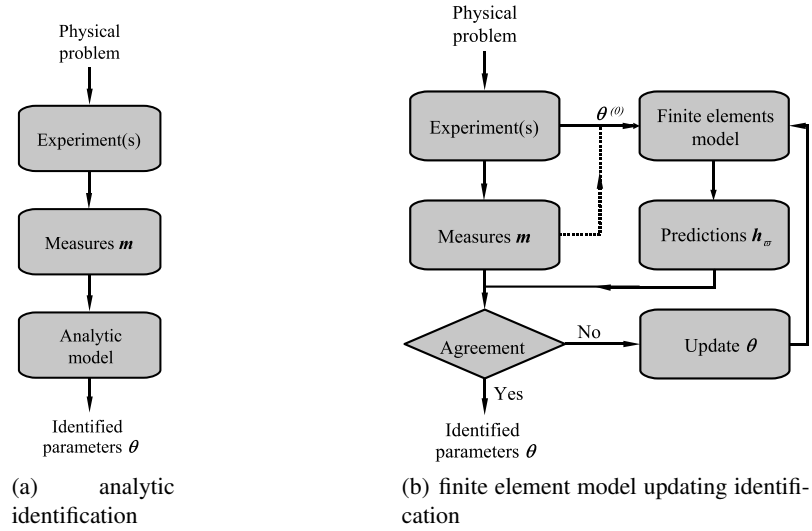 Physical
problem
Experiment(s)
Measures m
Analytic
model
Identified
parameters θ
(a) analytic
identification
Physical
problem
Experiment(s)
θ (0)
Finite elements
model
Measures m
Predictions h ϖ
Agreement
No
Update θ
Yes
Identified
parameters θ
(b) finite element model updating identifi-
cation